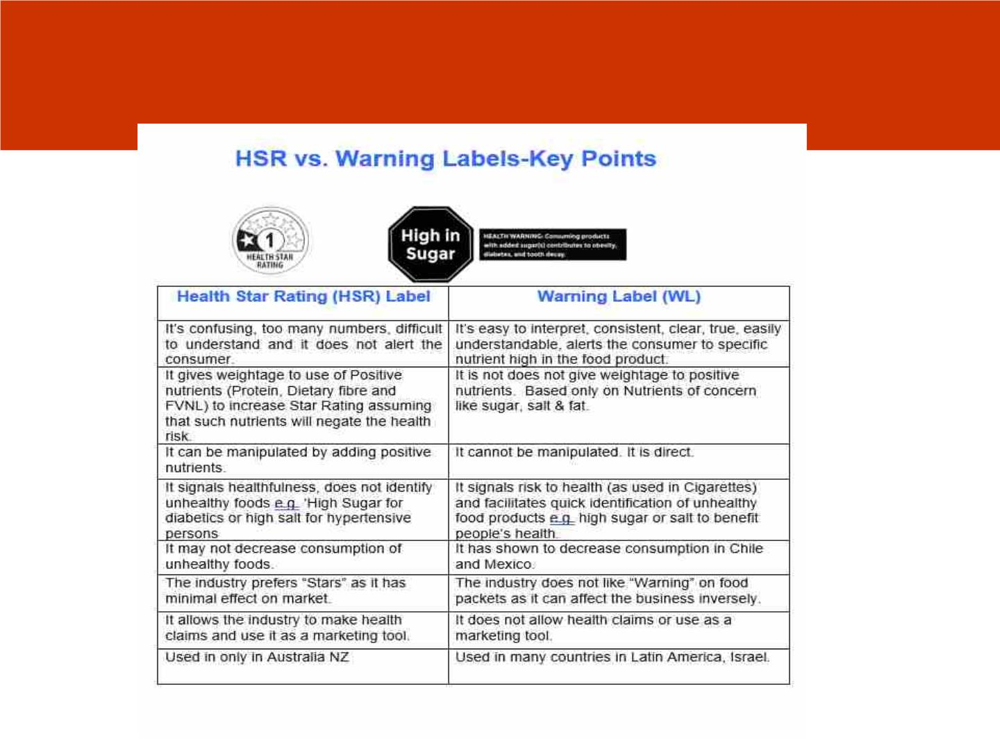 HSR vs. Warning Labels-Key Points
1
HEALTH STAR
RATING
High in
Sugar
HEALTH WARNING: Consuming products
with added sugar(s) contributes to obesity,
diabetes, and tooth decay.
Health Star Rating (HSR) Label
Warning Label (WL)
It's confusing, too many numbers, difficult
to understand and it does not alert the
consumer.
It's easy to interpret, consistent, clear, true, easily
understandable, alerts the consumer to specific
nutrient high in the food product.
It gives weightage to use of Positive
nutrients (Protein, Dietary fibre and
FVNL) to increase Star Rating assuming
that such nutrients will negate the health
risk.
It is not does not give weightage to positive
nutrients.  Based only on Nutrients of concern
like sugar, salt & fat.
It can be manipulated by adding positive
nutrients.
It cannot be manipulated. It is direct.
It signals healthfulness, does not identify
unhealthy foods e.g. 'High Sugar for
diabetics or high salt for hypertensive
persons
It signals risk to health (as used in Cigarettes)
and facilitates quick identification of unhealthy
food products e.g. high sugar or salt to benefit
people's health.
It may not decrease consumption of
unhealthy foods.
It has shown to decrease consumption in Chile
and Mexico.
The industry prefers “Stars” as it has
minimal effect on market.
The industry does not like “Warning” on food
packets as it can affect the business inversely.
It allows the industry to make health
claims and use it as a marketing tool.
It does not allow health claims or use as a
marketing tool.
Used in only in Australia NZ
Used in many countries in Latin America, Israel.